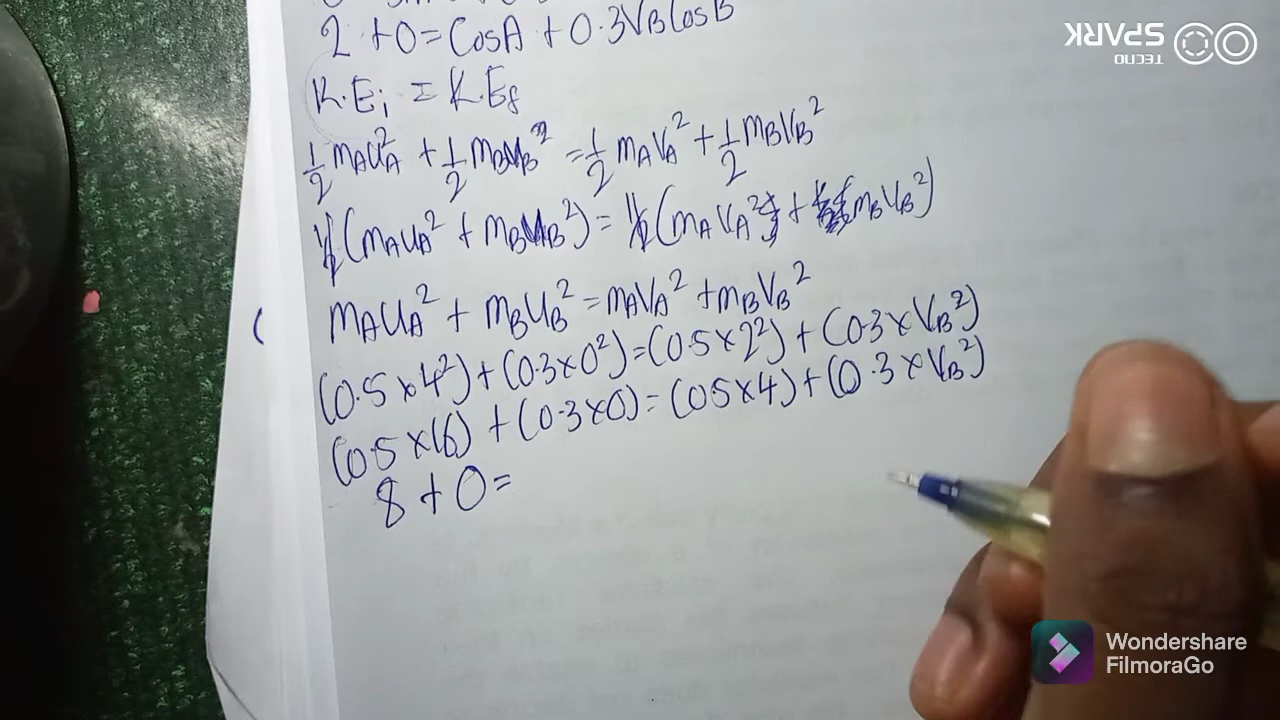 2 + 0 = CosA + 0.3VBCosB
K.Ei = K.Ef
1/2 mAUA² + 1/2 mBUB² = 1/2 mAVA² + 1/2 mBVB²
1/2 (mAUA² + mBUB²) = 1/2 (mAVA² + mBVB²)
mAUA² + mBUB² = mAVA² + mBVB²
(0.5 × 4²) + (0.3 × 0²) = (0.5 × 2²) + (0.3 × VB²)
(0.5 × 16) + (0.3 × 0) = (0.5 × 4) + (0.3 × VB²)
8 + 0 =
TECNO
SPARK
Wondershare
FilmoraGo